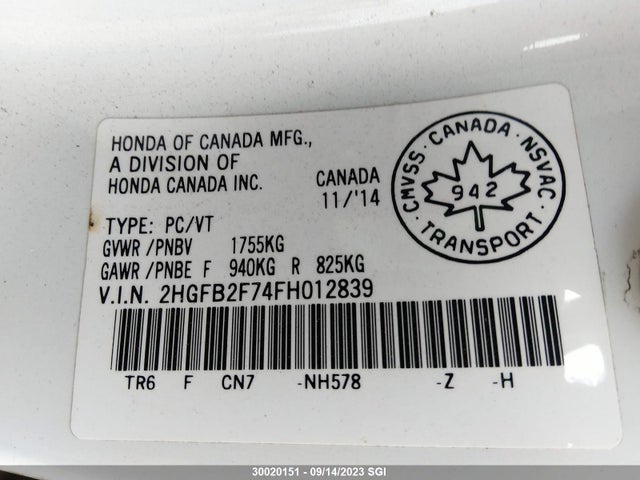 HONDA OF CANADA MFG.,
A DIVISION OF
HONDA CANADA INC.
CANADA
11/'14
CMVSS · CANADA · NSVAC
942
TRANSPORT
TYPE: PC/VT
GVWR /PNBV 1755KG
GAWR /PNBE F 940KG R 825KG
V.I.N. 2HGFB2F74FH012839
TR6 F CN7 -NH578 -Z -H
30020151 - 09/14/2023 SGI